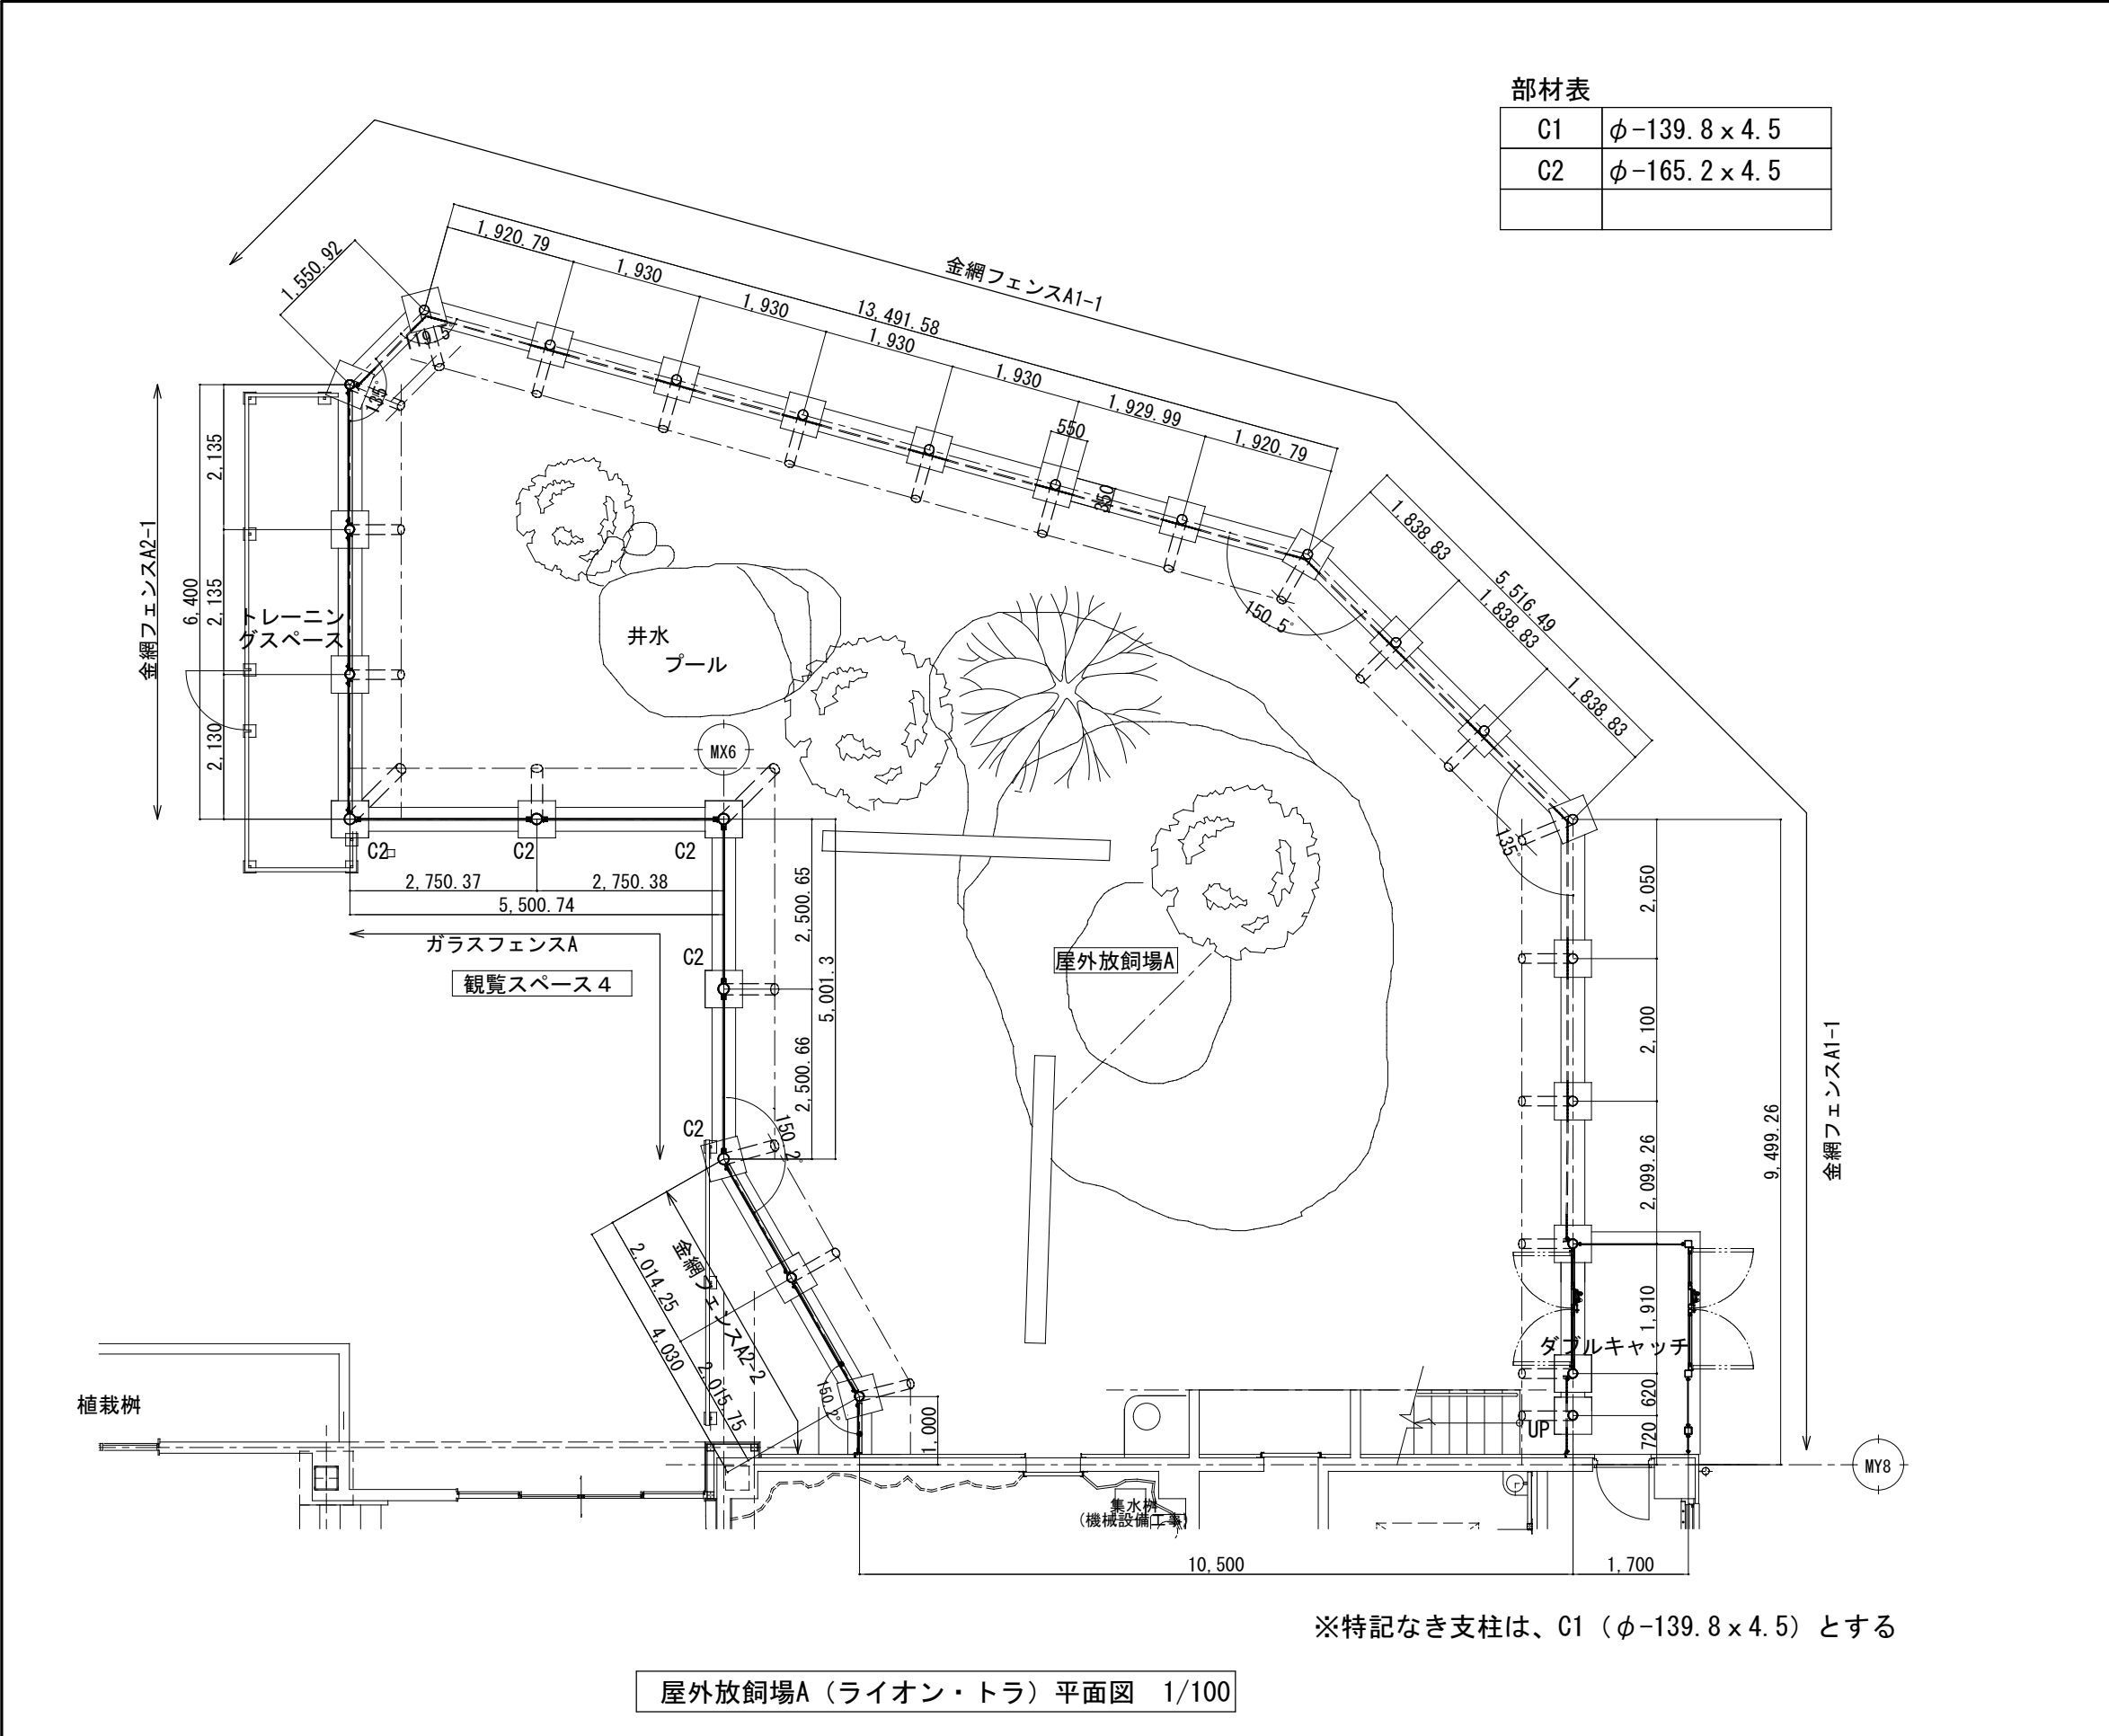 部材表
C1 φ-139.8x4.5
C2 φ-165.2x4.5
金網フェンスA1-1
1,920.79
1,930
1,930
13,491.58
1,930
1,930
1,929.99
1,920.79
550
350
1,550.92
119.5°
135°
1,838.83
5,516.49
1,838.83
1,838.83
150.5°
135°
金網フェンスA2-1
6,400
2,135
2,135
2,130
トレーニン
グスペース
井水
プール
MX6
C2
C2
C2
2,750.37
2,750.38
5,500.74
ガラスフェンスA
観覧スペース4
C2
C2
2,500.65
5,001.3
2,500.66
150.2°
屋外放飼場A
2,050
2,100
2,099.26
9,499.26
金網フェンスA1-1
1,910
620
720
ダブルキャッチ
UP
MY8
金網フェンスA2-2
2,014.25
4,030
2,015.75
150.2°
1,000
植栽桝
集水桝
(機械設備工事)
10,500
1,700
※特記なき支柱は、C1（φ-139.8x4.5）とする
屋外放飼場A（ライオン・トラ）平面図 1/100